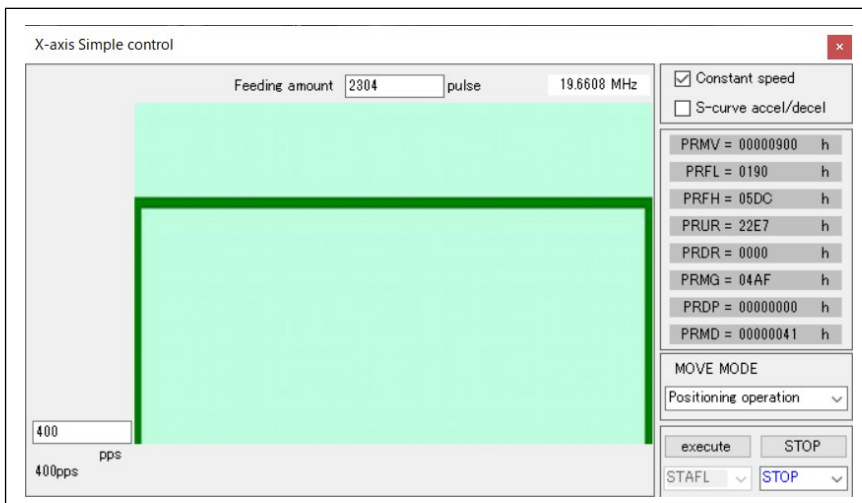 X-axis Simple control
×
Feeding amount 2304 pulse 19.6608 MHz
Constant speed
S-curve accel/decel
PRMV = 00000900 h
PRFL = 0190 h
PRFH = 05DC h
PRUR = 22E7 h
PRDR = 0000 h
PRMG = 04AF h
PRDP = 00000000 h
PRMD = 00000041 h
MOVE MODE
Positioning operation
400
pps
400pps
execute STOP
STAFL STOP